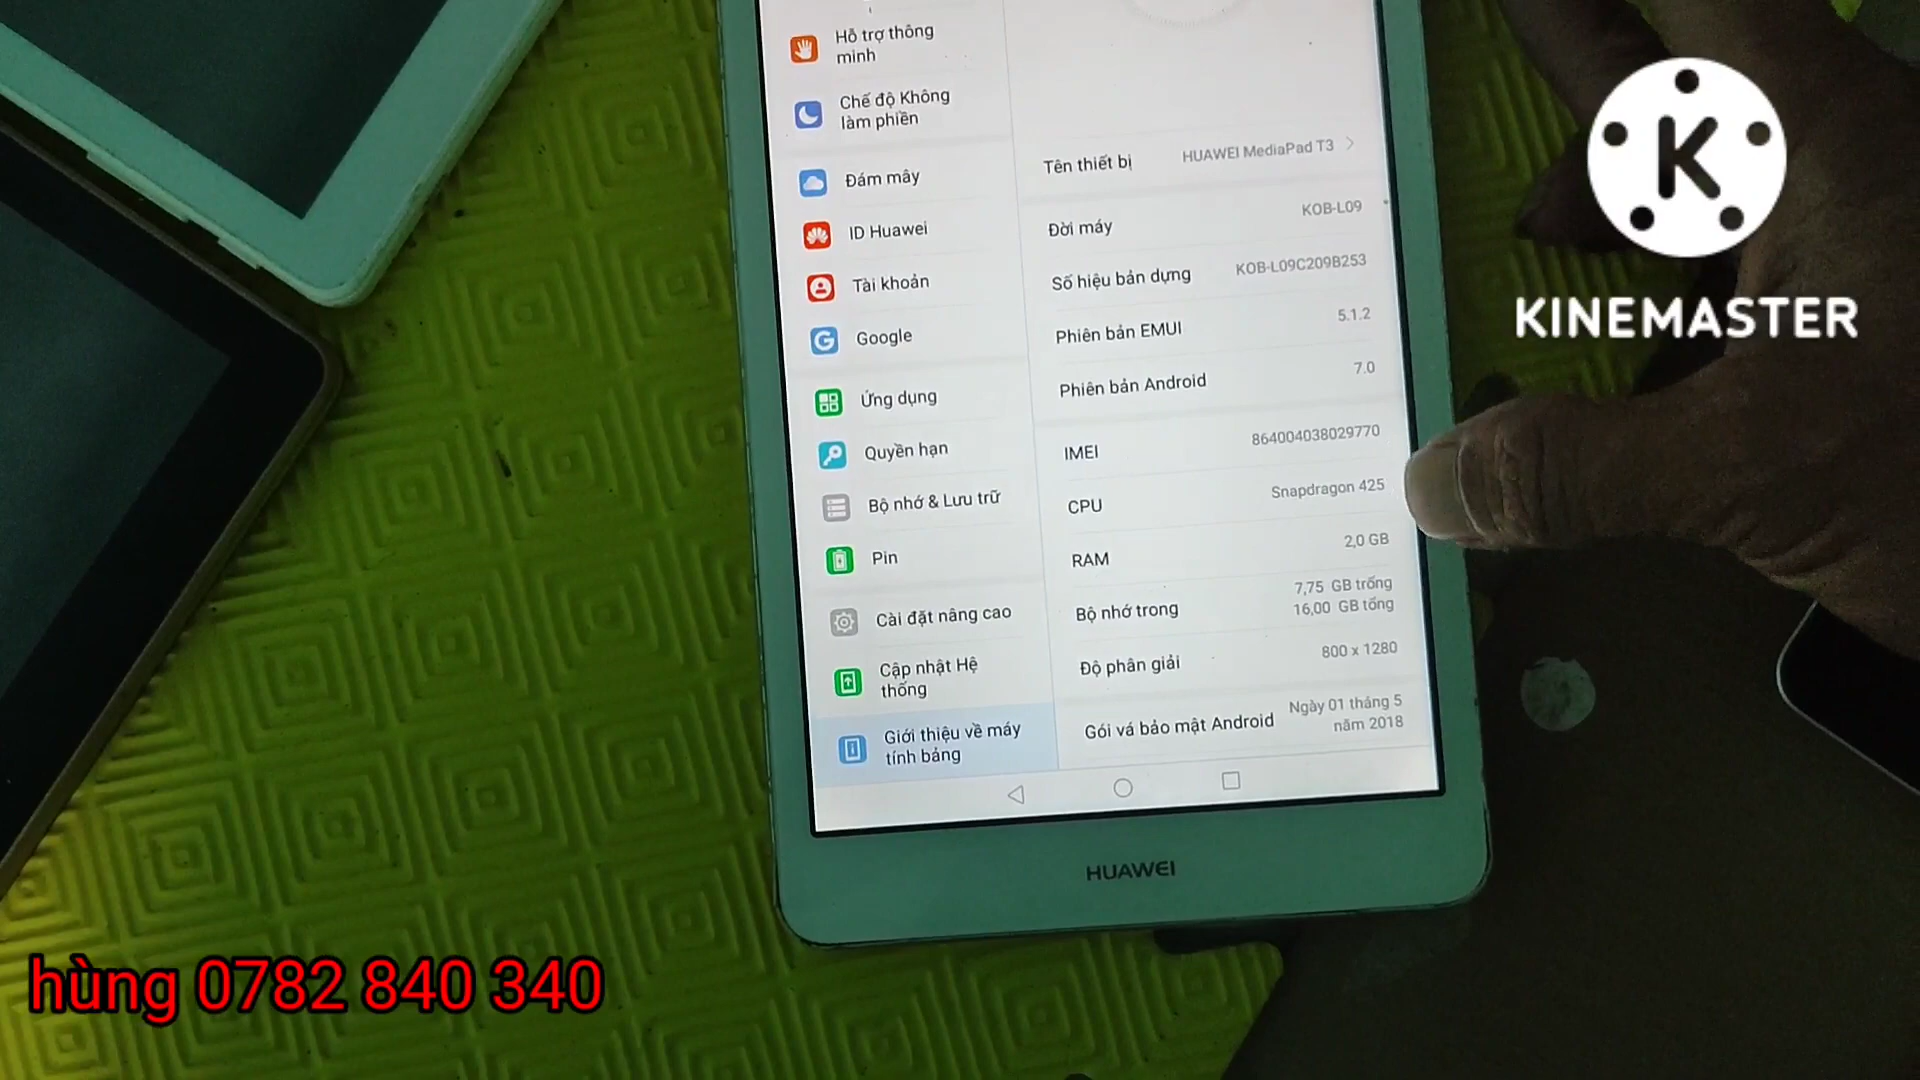 Hỗ trợ thông
minh
Chế độ Không
làm phiền
Đám mây
ID Huawei
Tài khoản
Google
Ứng dụng
Quyền hạn
Bộ nhớ & Lưu trữ
Pin
Cài đặt nâng cao
Cập nhật Hệ
thống
Giới thiệu về máy
tính bảng
Tên thiết bị HUAWEI MediaPad T3
Đời máy KOB-L09
Số hiệu bản dựng KOB-L09C209B253
Phiên bản EMUI 5.1.2
Phiên bản Android 7.0
IMEI 864004038029770
CPU Snapdragon 425
RAM 2,0 GB
Bộ nhớ trong 7,75 GB trống
16,00 GB tổng
Độ phân giải 800 x 1280
Gói vá bảo mật Android Ngày 01 tháng 5
năm 2018
HUAWEI
K
KINEMASTER
hùng 0782 840 340